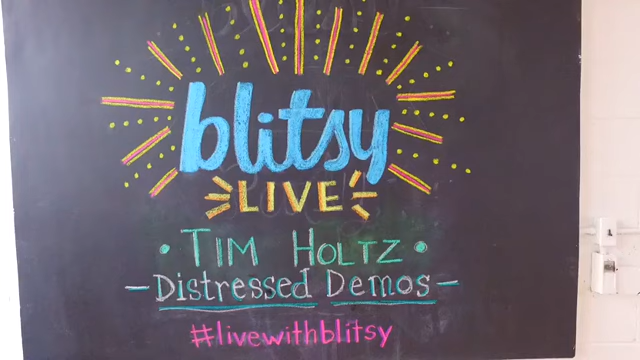 blitsy
LIVE
• TIM HOLTZ •
- Distressed Demos -
#livewithblitsy